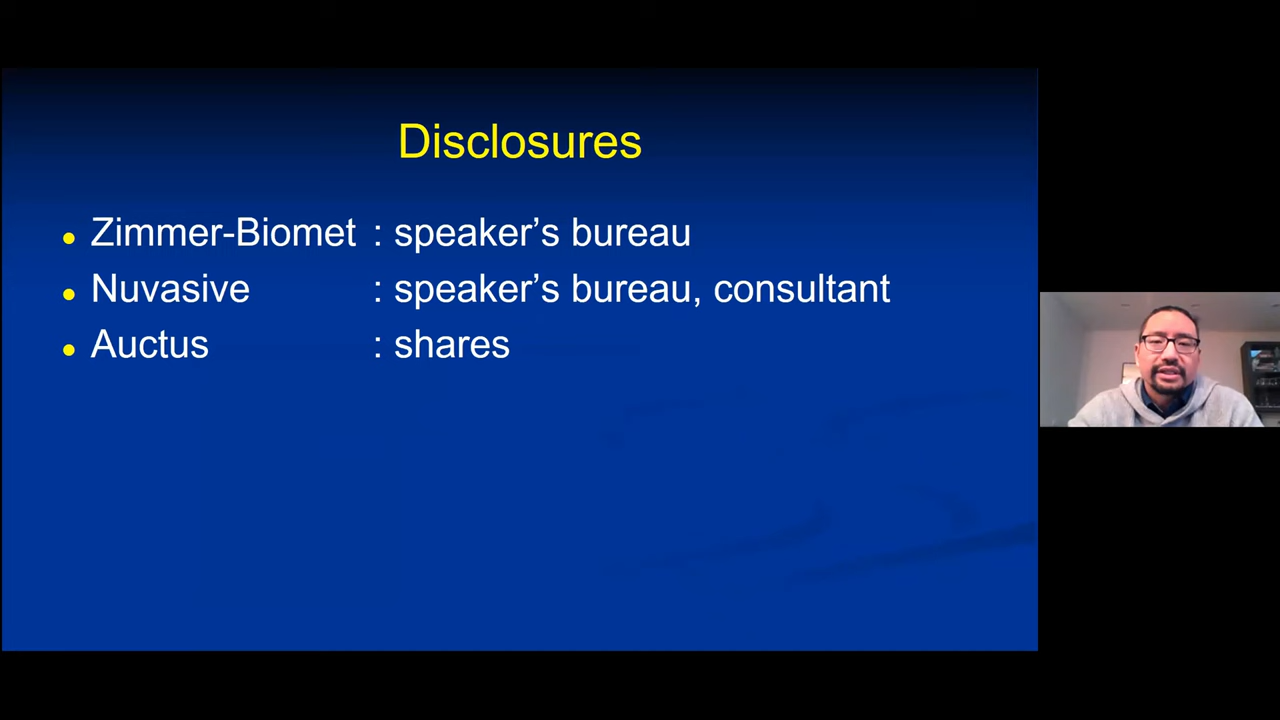 Disclosures
Zimmer-Biomet : speaker’s bureau
Nuvasive : speaker’s bureau, consultant
Auctus : shares